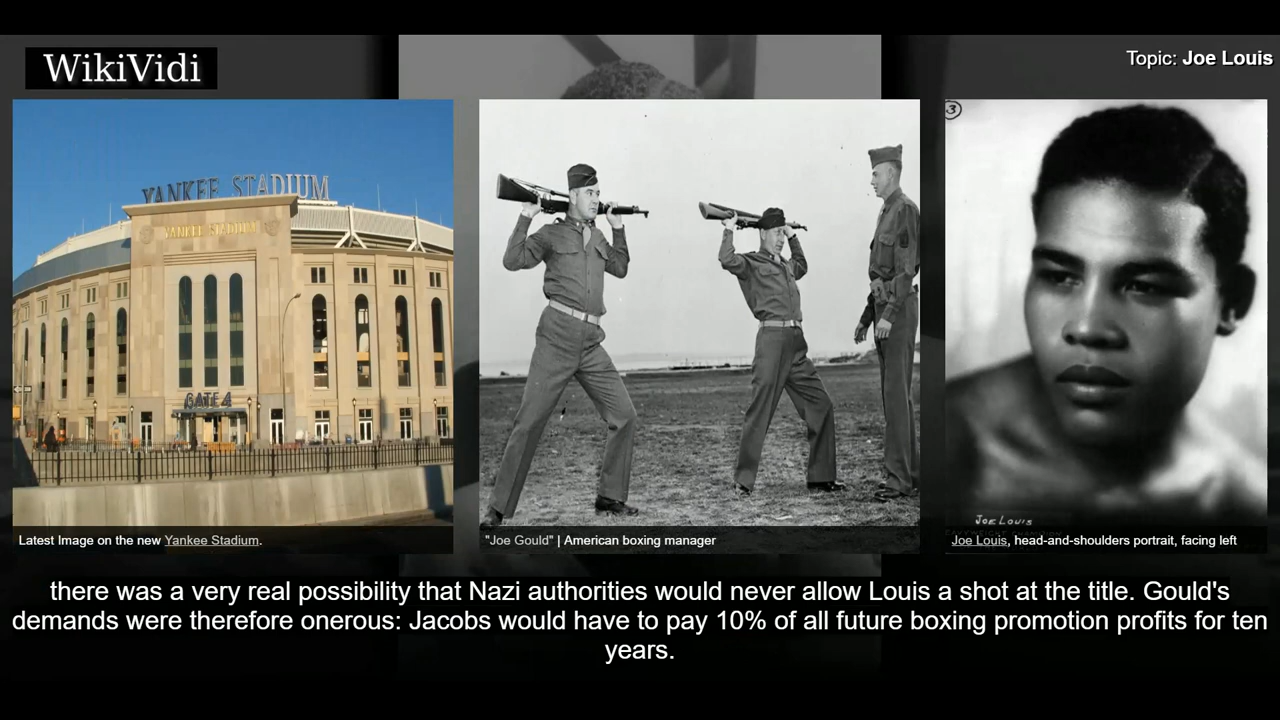 WikiVidi
Topic: Joe Louis
YANKEE STADIUM
YANKEE STADIUM
GATE 4
3
JOE LOUIS
Latest Image on the new Yankee Stadium.
"Joe Gould" | American boxing manager
Joe Louis, head-and-shoulders portrait, facing left
there was a very real possibility that Nazi authorities would never allow Louis a shot at the title. Gould's
demands were therefore onerous: Jacobs would have to pay 10% of all future boxing promotion profits for ten
years.